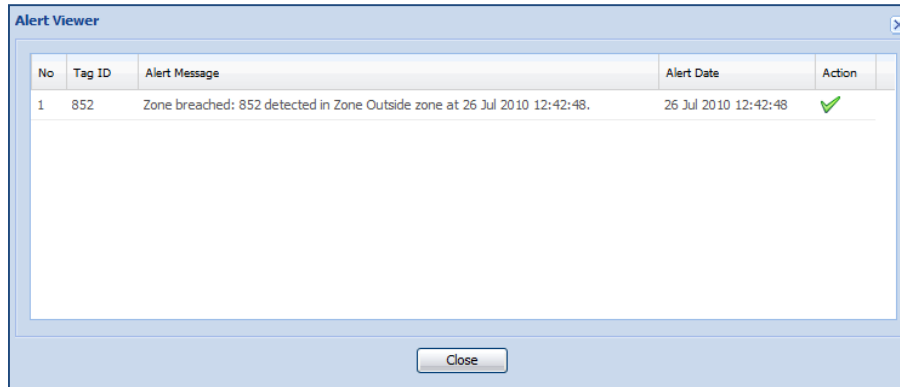 Alert Viewer
No Tag ID Alert Message Alert Date Action
1 852 Zone breached: 852 detected in Zone Outside zone at 26 Jul 2010 12:42:48. 26 Jul 2010 12:42:48
Close